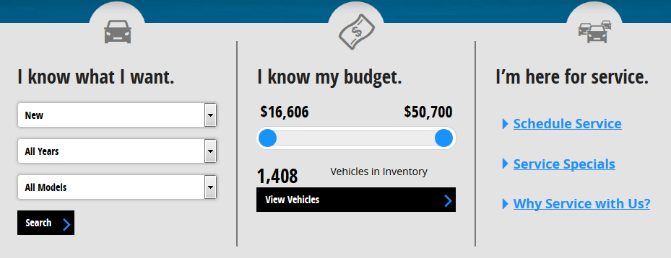 I know what I want.
New
All Years
All Models
Search
$
I know my budget.
$16,606 $50,700
1,408 Vehicles in Inventory
View Vehicles
I'm here for service.
Schedule Service
Service Specials
Why Service with Us?